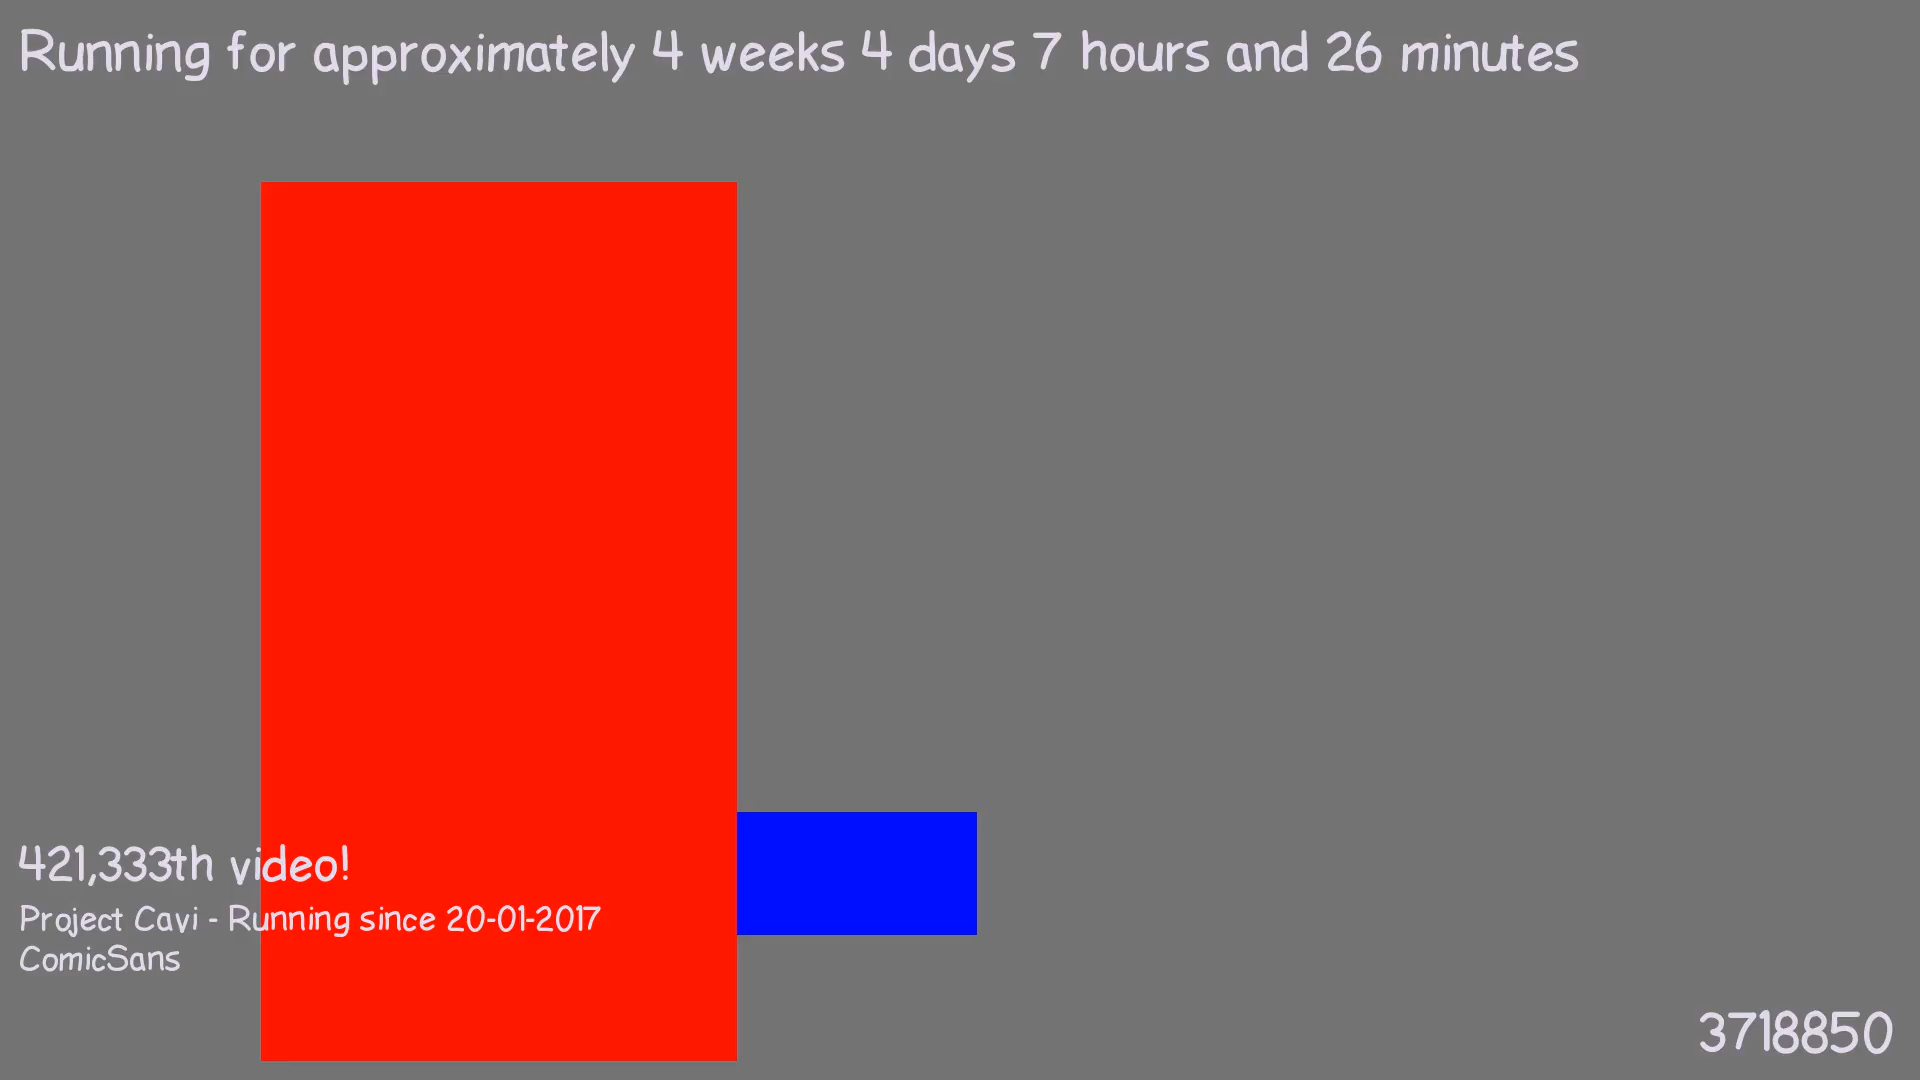 Running for approximately 4 weeks 4 days 7 hours and 26 minutes
421,333th video!
Project Cavi - Running since 20-01-2017
ComicSans
3718850